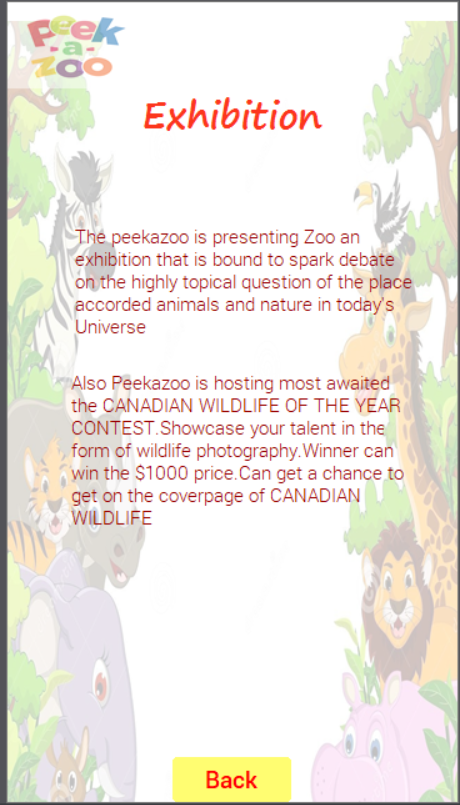 Peek
-a-
zoo
Exhibition
The peekazoo is presenting Zoo an
exhibition that is bound to spark debate
on the highly topical question of the place
accorded animals and nature in today's
Universe
Also Peekazoo is hosting most awaited
the CANADIAN WILDLIFE OF THE YEAR
CONTEST.Showcase your talent in the
form of wildlife photography.Winner can
win the $1000 price.Can get a chance to
get on the coverpage of CANADIAN
WILDLIFE
Back